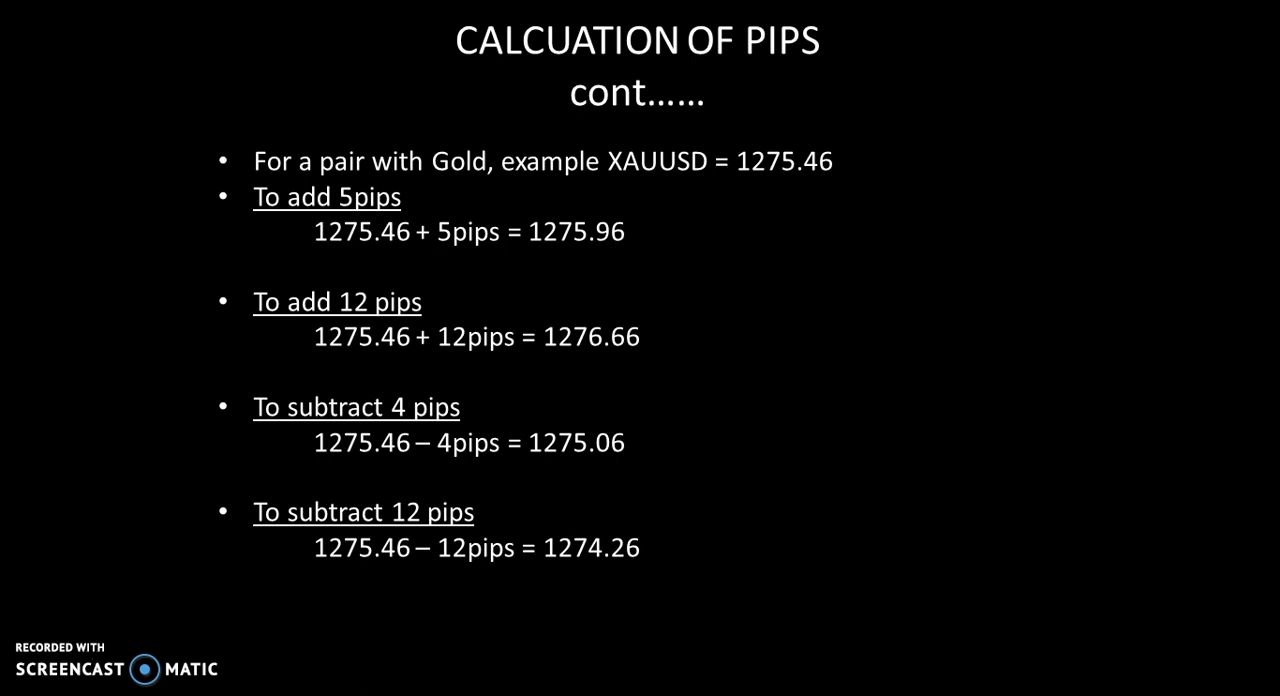 CALCUATION OF PIPS
cont……
• For a pair with Gold, example XAUUSD = 1275.46
• To add 5pips
1275.46 + 5pips = 1275.96
• To add 12 pips
1275.46 + 12pips = 1276.66
• To subtract 4 pips
1275.46 – 4pips = 1275.06
• To subtract 12 pips
1275.46 – 12pips = 1274.26
RECORDED WITH
SCREENCAST MATIC